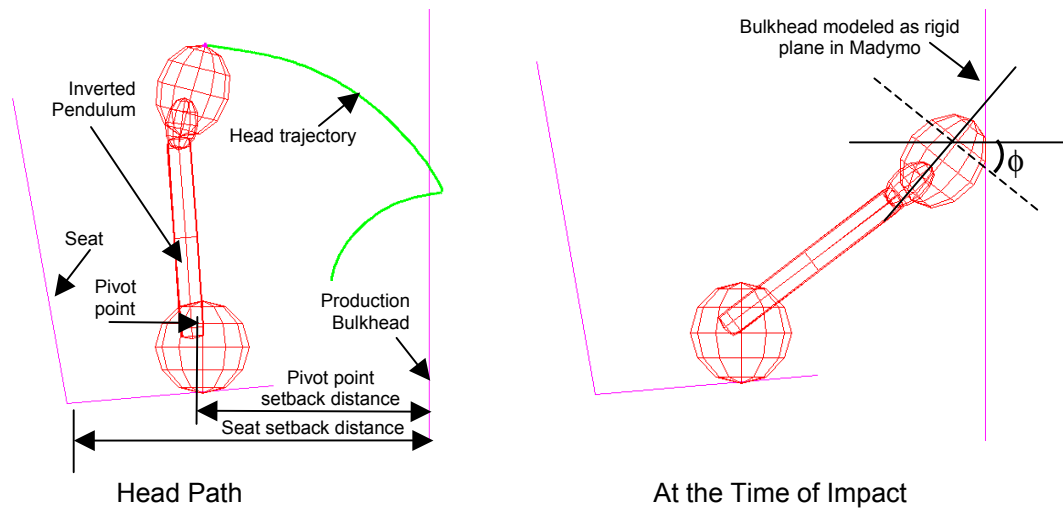 Inverted
Pendulum
Head trajectory
Seat
Pivot
point
Production
Bulkhead
Pivot point
setback distance
Seat setback distance
Head Path
Bulkhead modeled as rigid
plane in Madymo
ϕ
At the Time of Impact